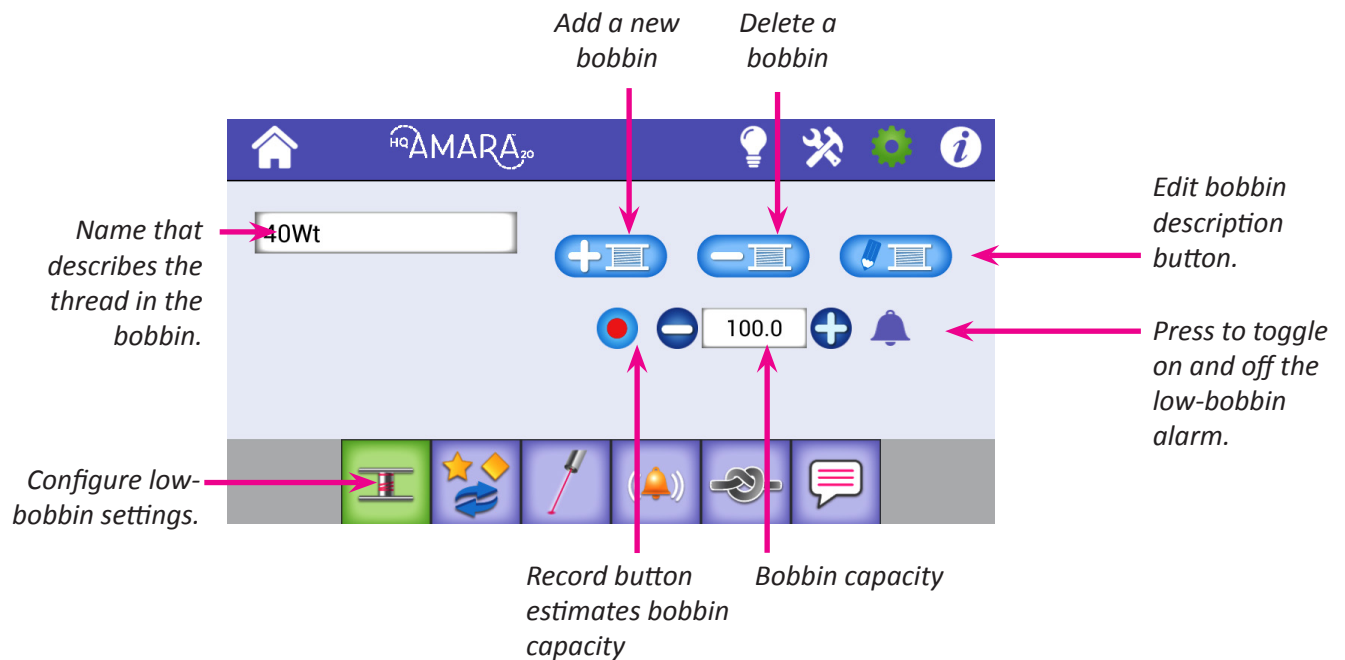 Add a new
bobbin
Delete a
bobbin
HQ AMARA 20
i
Name that
describes the
thread in the
bobbin.
40Wt
Edit bobbin
description
button.
100.0
Press to toggle
on and off the
low-bobbin
alarm.
Configure low-
bobbin settings.
Record button
estimates bobbin
capacity
Bobbin capacity